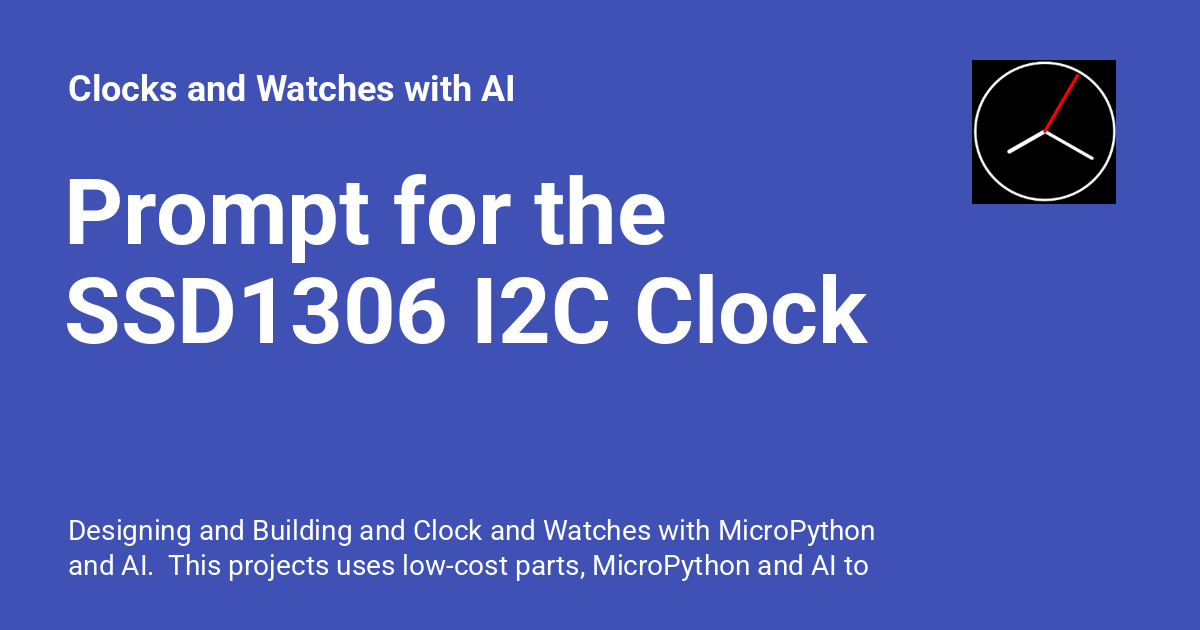 Clocks and Watches with AI
Prompt for the
SSD1306 I2C Clock
Designing and Building and Clock and Watches with MicroPython
and AI.  This projects uses low-cost parts, MicroPython and AI to